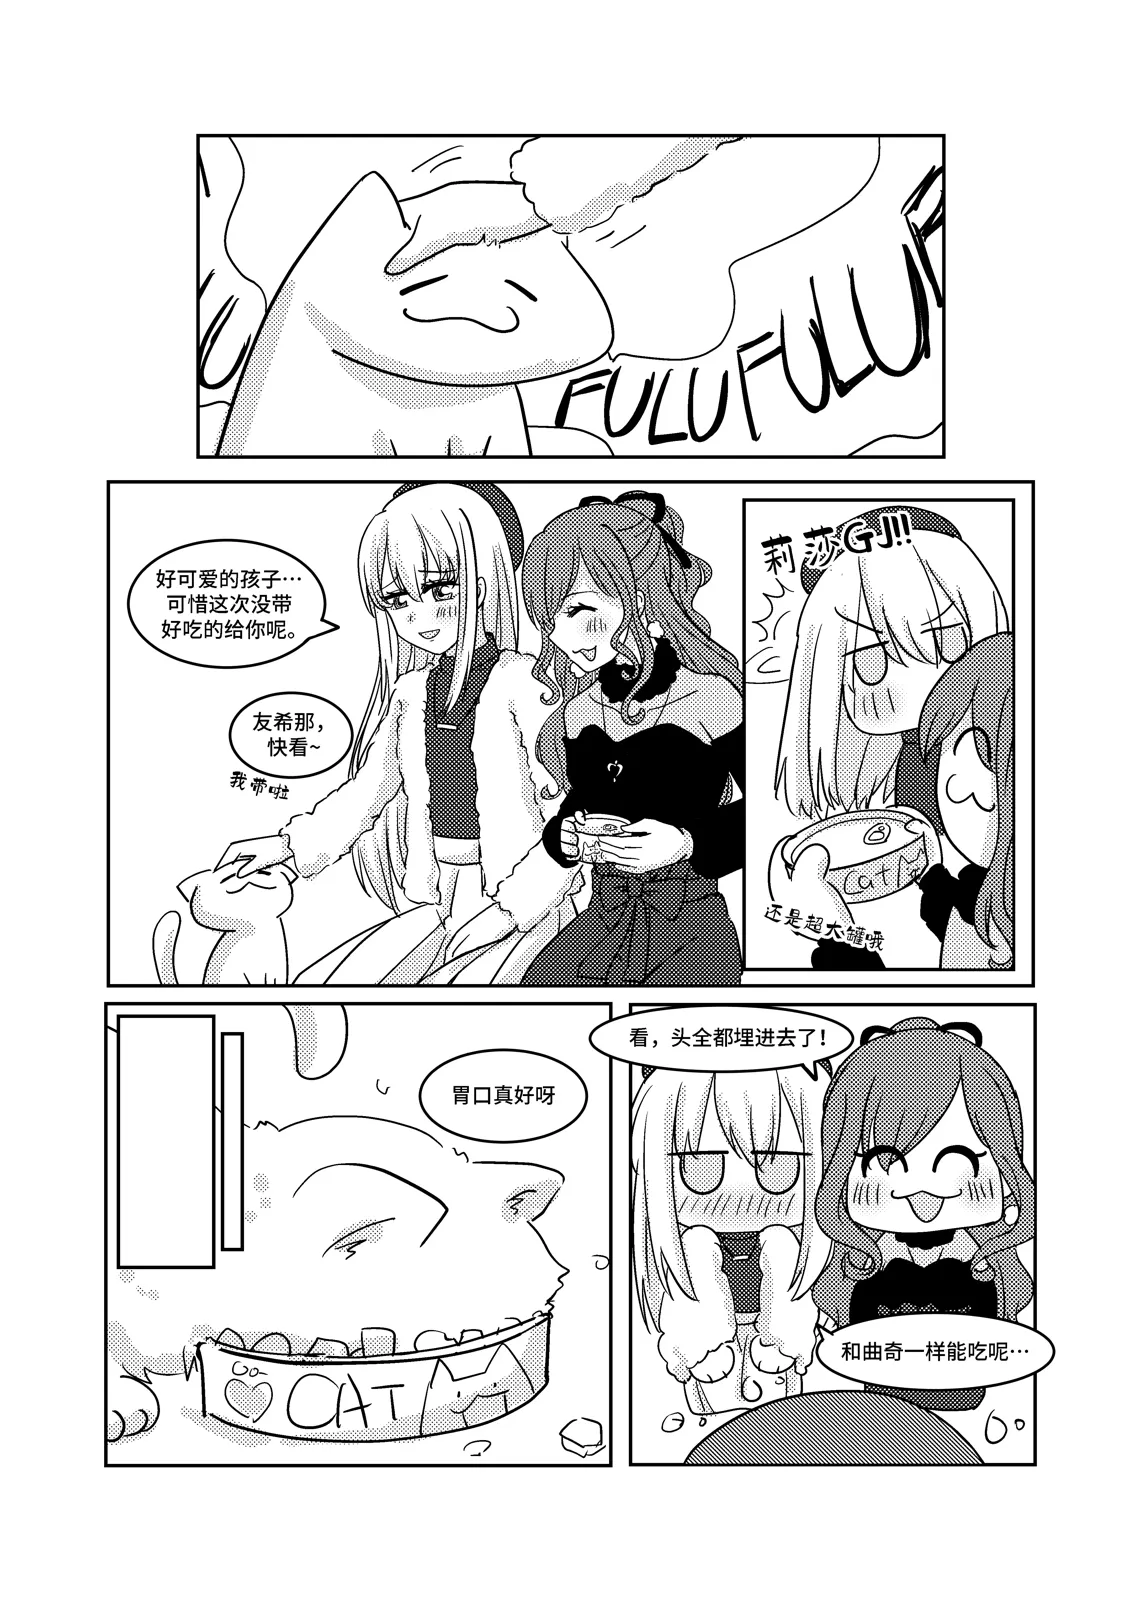 FULUFULUF
U
好可爱的孩子…
可惜这次没带
好吃的给你呢。
友希那，
快看~
我带啦
莉莎GJ!!!
Cat
还是超大罐哦
胃口真好呀
CAT
看，头全都埋进去了！
和曲奇一样能吃呢…